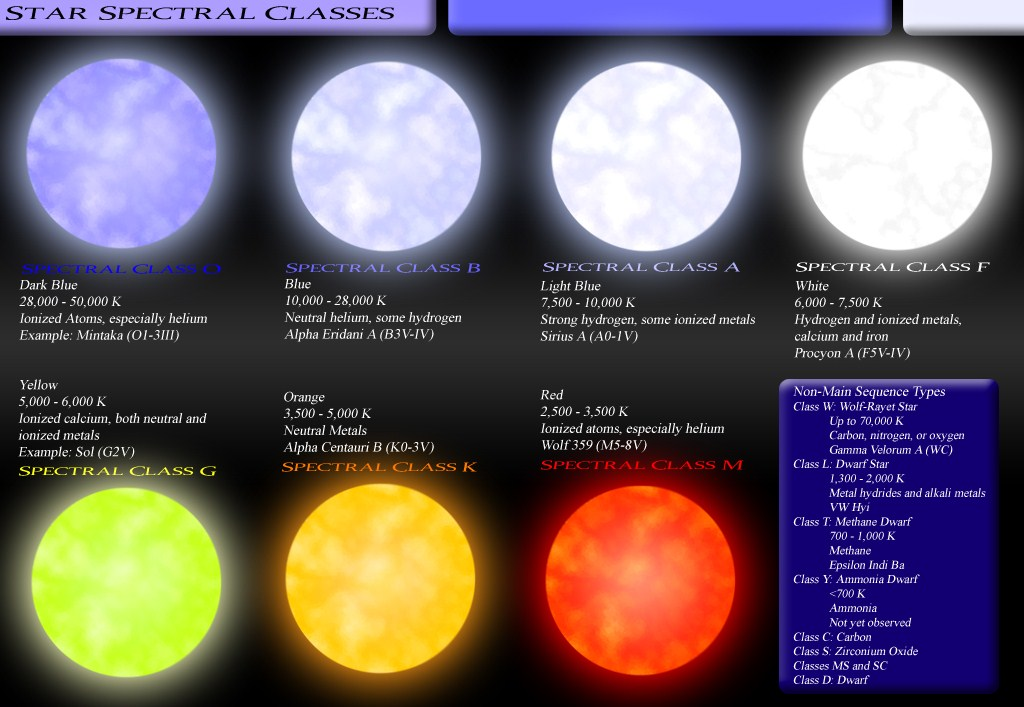 Star Spectral Classes
Spectral Class O
Dark Blue
28,000 - 50,000 K
Ionized Atoms, especially helium
Example: Mintaka (O1-3III)
Spectral Class B
Blue
10,000 - 28,000 K
Neutral helium, some hydrogen
Alpha Eridani A (B3V-IV)
Spectral Class A
Light Blue
7,500 - 10,000 K
Strong hydrogen, some ionized metals
Sirius A (A0-1V)
Spectral Class F
White
6,000 - 7,500 K
Hydrogen and ionized metals,
calcium and iron
Procyon A (F5V-IV)
Yellow
5,000 - 6,000 K
Ionized calcium, both neutral and
ionized metals
Example: Sol (G2V)
Spectral Class G
Orange
3,500 - 5,000 K
Neutral Metals
Alpha Centauri B (K0-3V)
Spectral Class K
Red
2,500 - 3,500 K
Ionized atoms, especially helium
Wolf 359 (M5-8V)
Spectral Class M
Non-Main Sequence Types
Class W: Wolf-Rayet Star
Up to 70,000 K
Carbon, nitrogen, or oxygen
Gamma Velorum A (WC)
Class L: Dwarf Star
1,300 - 2,000 K
Metal hydrides and alkali metals
VW Hyi
Class T: Methane Dwarf
700 - 1,000 K
Methane
Epsilon Indi Ba
Class Y: Ammonia Dwarf
<700 K
Ammonia
Not yet observed
Class C: Carbon
Class S: Zirconium Oxide
Classes MS and SC
Class D: Dwarf